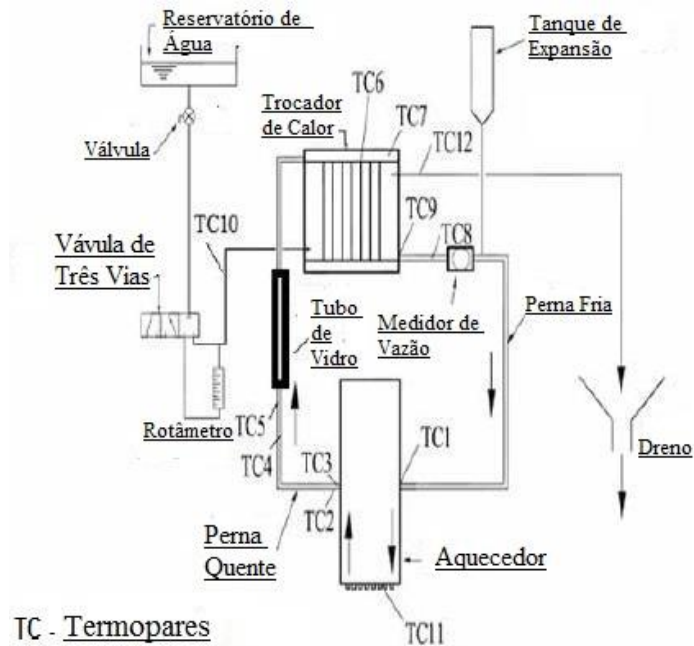 Reservatório de
Água
Tanque de
Expansão
TC6
Trocador
de Calor
TC7
TC12
Válvula
TC10
TC9
TC8
Vávula de
Três Vias
Tubo
de
Vidro
Medidor de
Vazão
Perna Fria
Rotâmetro
TC5
TC4
TC3
TC2
TC1
Dreno
Perna
Quente
Aquecedor
TC11
TC - Termopares